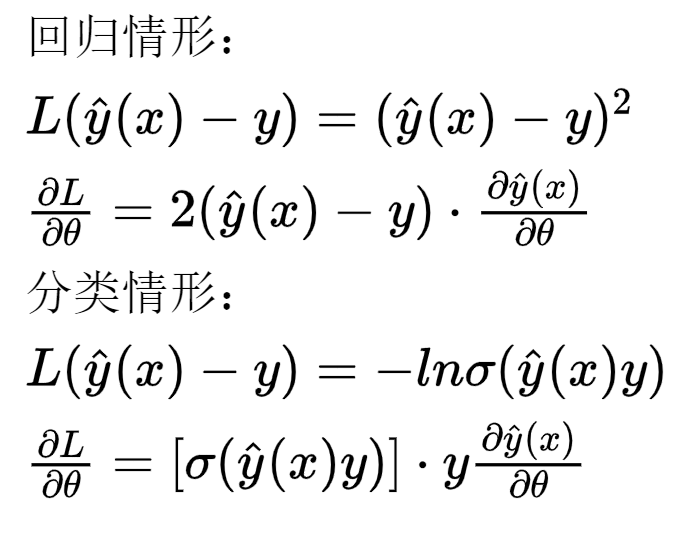 回归情形：
L(ŷ(x) − y) = (ŷ(x) − y)²
∂L/∂θ = 2(ŷ(x) − y) · ∂ŷ(x)/∂θ
分类情形：
L(ŷ(x) − y) = −lnσ(ŷ(x)y)
∂L/∂θ = [σ(ŷ(x)y)] · y ∂ŷ(x)/∂θ